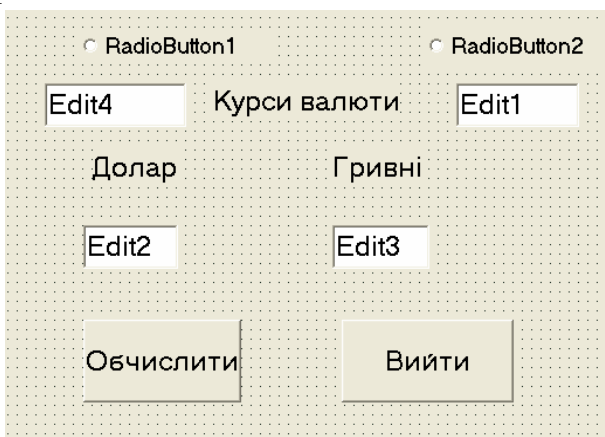 RadioButton1 RadioButton2
Edit4 Курси валюти Edit1
Долар Гривні
Edit2 Edit3
Обчислити Вийти